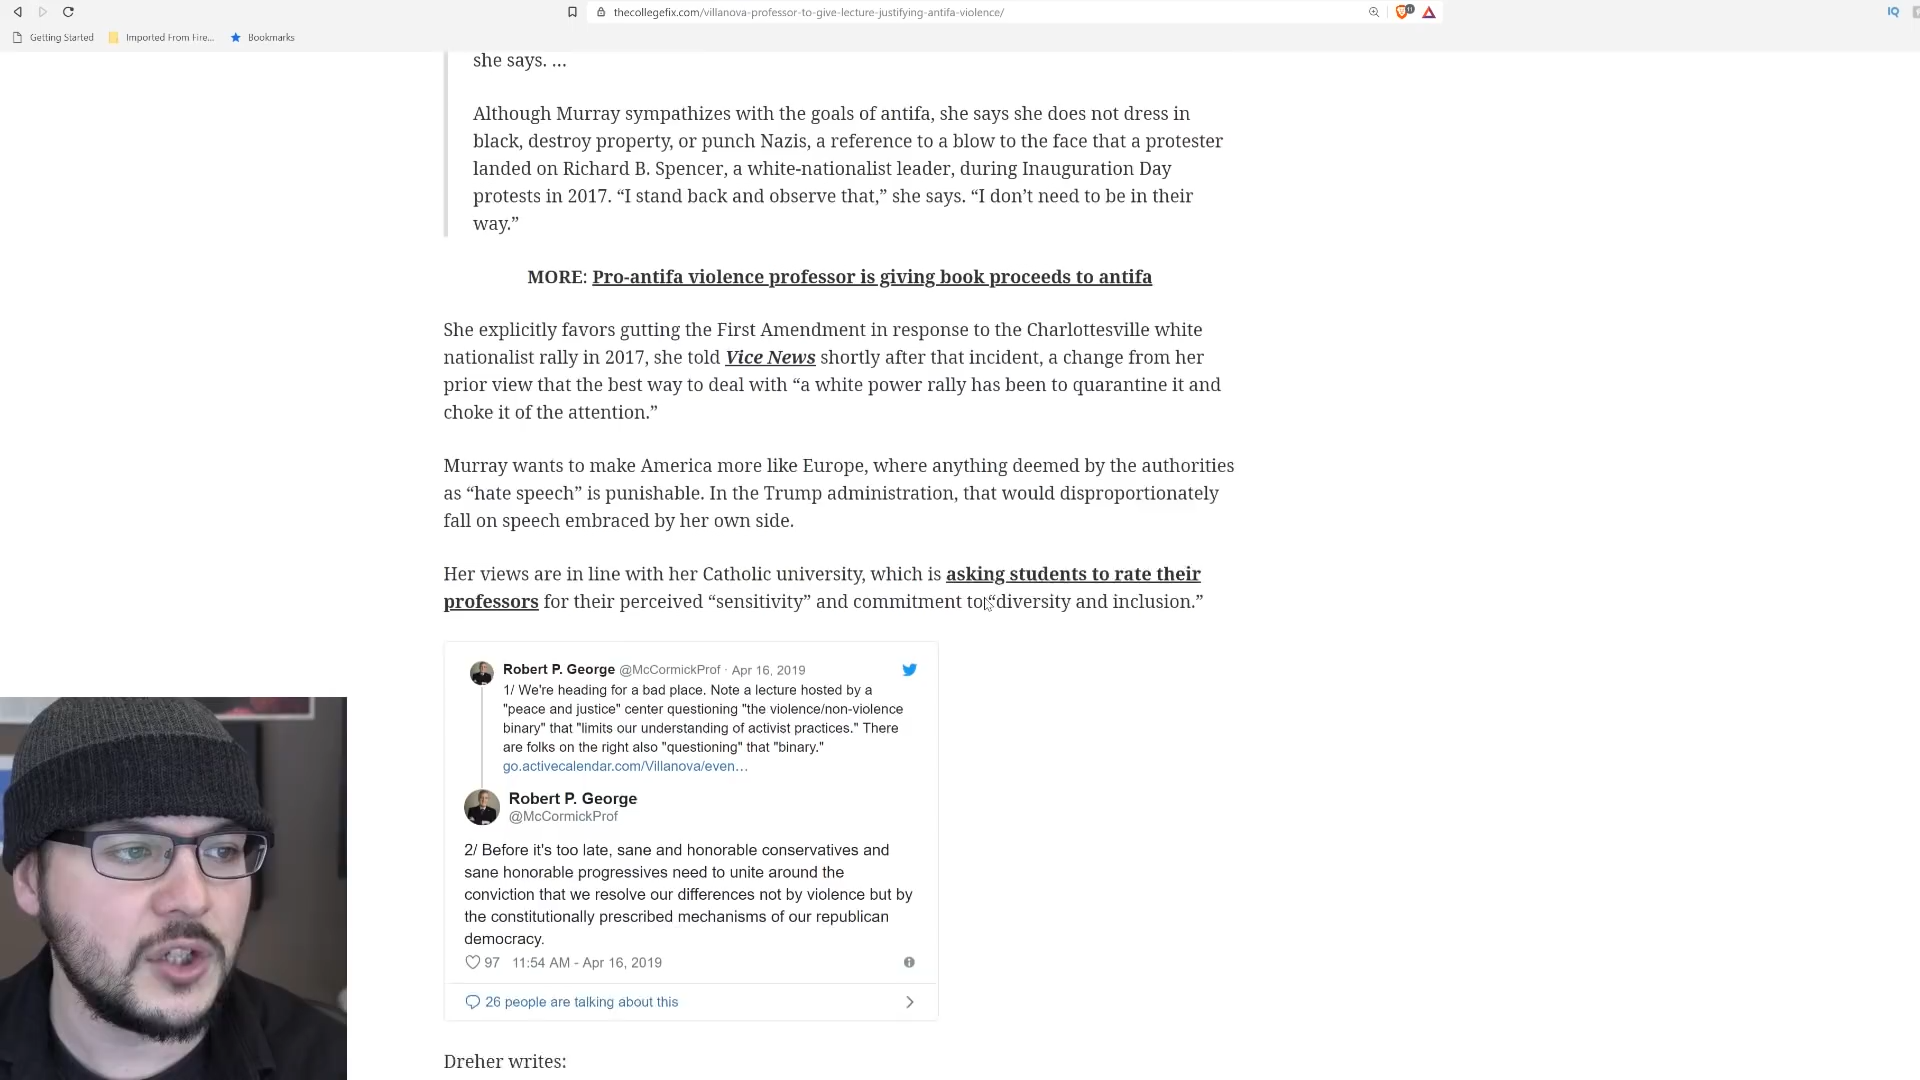 thecollegefix.com/villanova-professor-to-give-lecture-justifying-antifa-violence/
11
IQ
Getting Started
Imported From Fire...
Bookmarks
she says. …
Although Murray sympathizes with the goals of antifa, she says she does not dress in
black, destroy property, or punch Nazis, a reference to a blow to the face that a protester
landed on Richard B. Spencer, a white-nationalist leader, during Inauguration Day
protests in 2017. “I stand back and observe that,” she says. “I don’t need to be in their
way.”
MORE: Pro-antifa violence professor is giving book proceeds to antifa
She explicitly favors gutting the First Amendment in response to the Charlottesville white
nationalist rally in 2017, she told Vice News shortly after that incident, a change from her
prior view that the best way to deal with “a white power rally has been to quarantine it and
choke it of the attention.”
Murray wants to make America more like Europe, where anything deemed by the authorities
as “hate speech” is punishable. In the Trump administration, that would disproportionately
fall on speech embraced by her own side.
Her views are in line with her Catholic university, which is asking students to rate their
professors for their perceived “sensitivity” and commitment to “diversity and inclusion.”
Robert P. George @McCormickProf · Apr 16, 2019
1/ We're heading for a bad place. Note a lecture hosted by a
"peace and justice" center questioning "the violence/non-violence
binary" that "limits our understanding of activist practices." There
are folks on the right also "questioning" that "binary."
go.activecalendar.com/Villanova/even…
Robert P. George
@McCormickProf
2/ Before it's too late, sane and honorable conservatives and
sane honorable progressives need to unite around the
conviction that we resolve our differences not by violence but by
the constitutionally prescribed mechanisms of our republican
democracy.
97 11:54 AM - Apr 16, 2019
26 people are talking about this
Dreher writes: